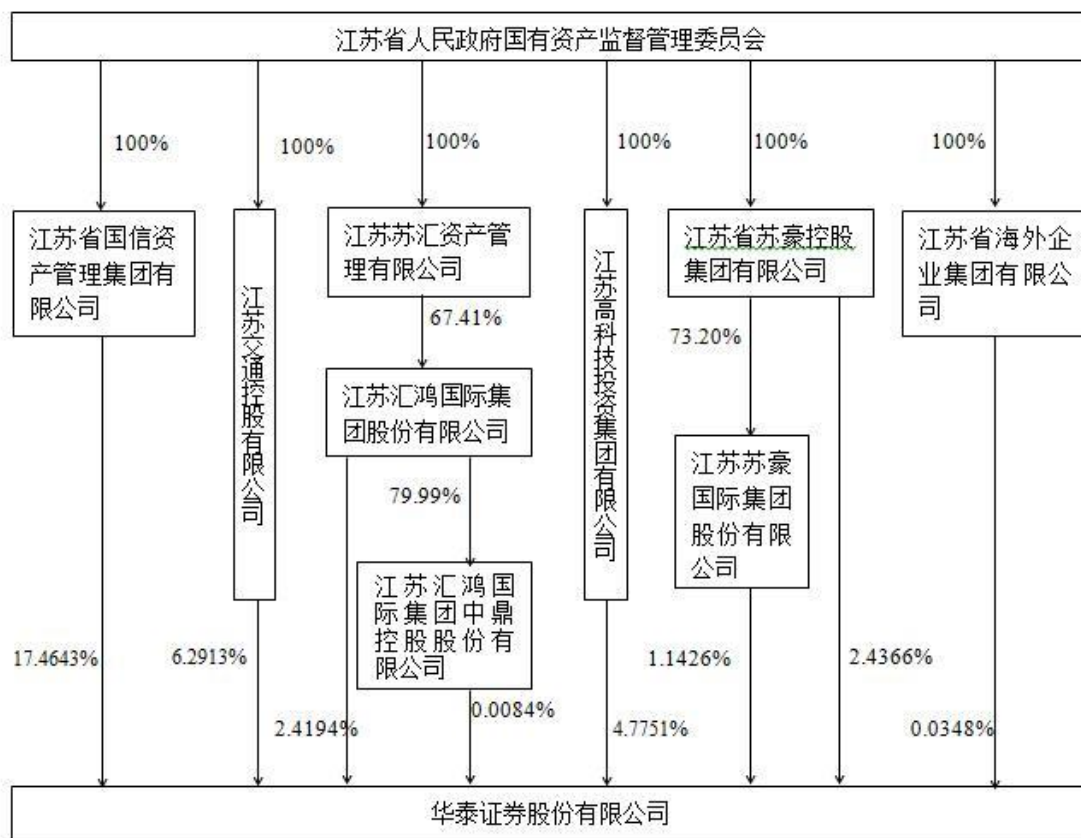 江苏省人民政府国有资产监督管理委员会
100%
100%
100%
100%
100%
100%
江苏省国信资
产管理集团有
限公司
江苏交通控股有限公司
江苏苏汇资产管
理有限公司
江苏高科技投资集团有限公司
江苏省苏豪控股
集团有限公司
江苏省海外企
业集团有限公
司
67.41%
73.20%
江苏汇鸿国际集
团股份有限公司
江苏苏豪
国际集团
股份有限
公司
79.99%
江苏汇鸿国
际集团中鼎
控股股份有
限公司
17.4643%
6.2913%
1.1426%
2.4366%
2.4194%
0.0084%
4.7751%
0.0348%
华泰证券股份有限公司